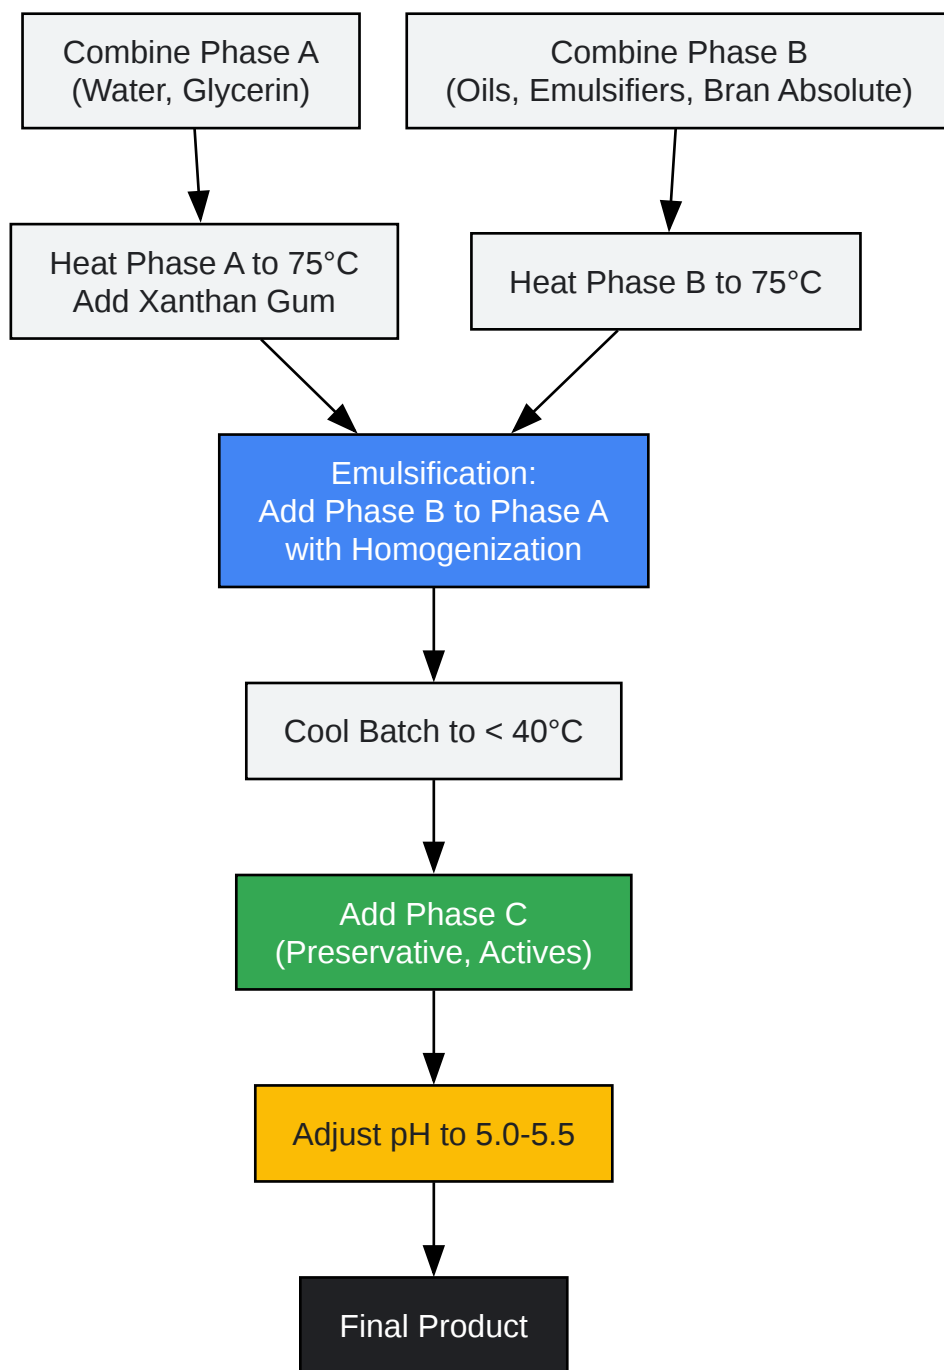 Combine Phase A
(Water, Glycerin)
Combine Phase B
(Oils, Emulsifiers, Bran Absolute)
Heat Phase A to 75°C
Add Xanthan Gum
Heat Phase B to 75°C
Emulsification:
Add Phase B to Phase A
with Homogenization
Cool Batch to < 40°C
Add Phase C
(Preservative, Actives)
Adjust pH to 5.0-5.5
Final Product